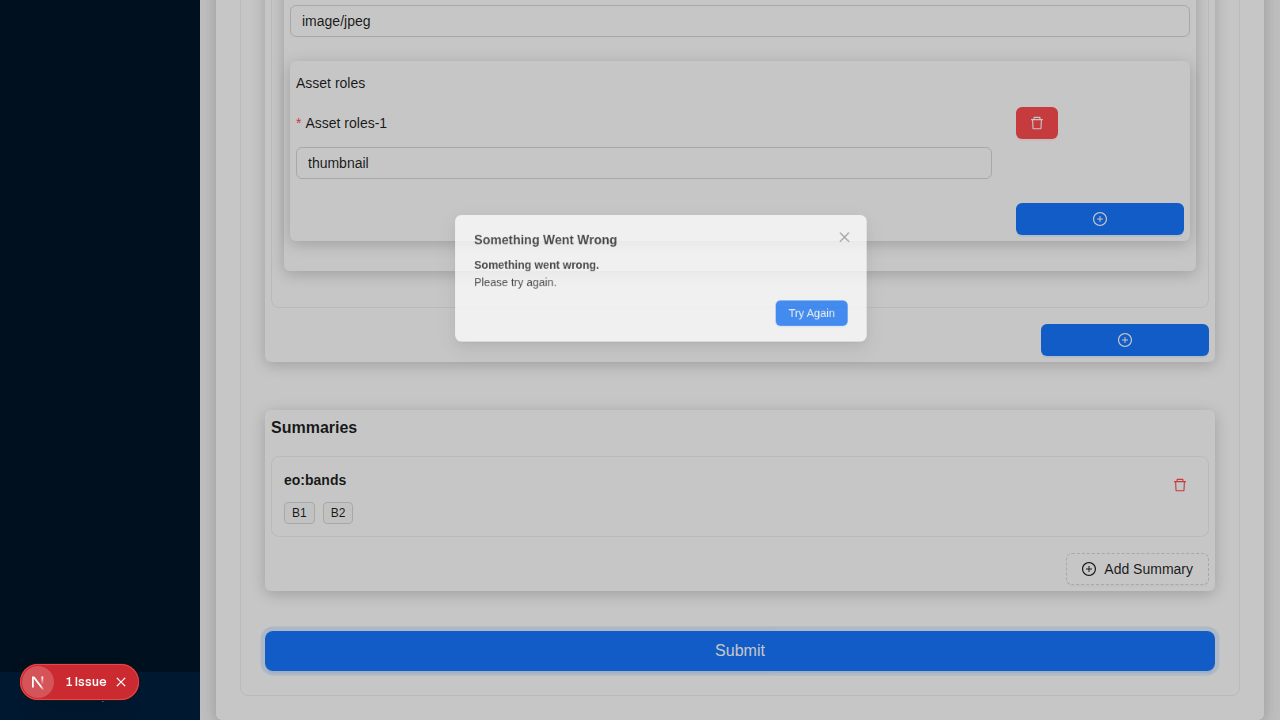 image/jpeg
Asset roles
* Asset roles-1
thumbnail
Something Went Wrong
Something went wrong.
Please try again.
Try Again
Summaries
eo:bands
B1 B2
Add Summary
Submit
N 1 Issue